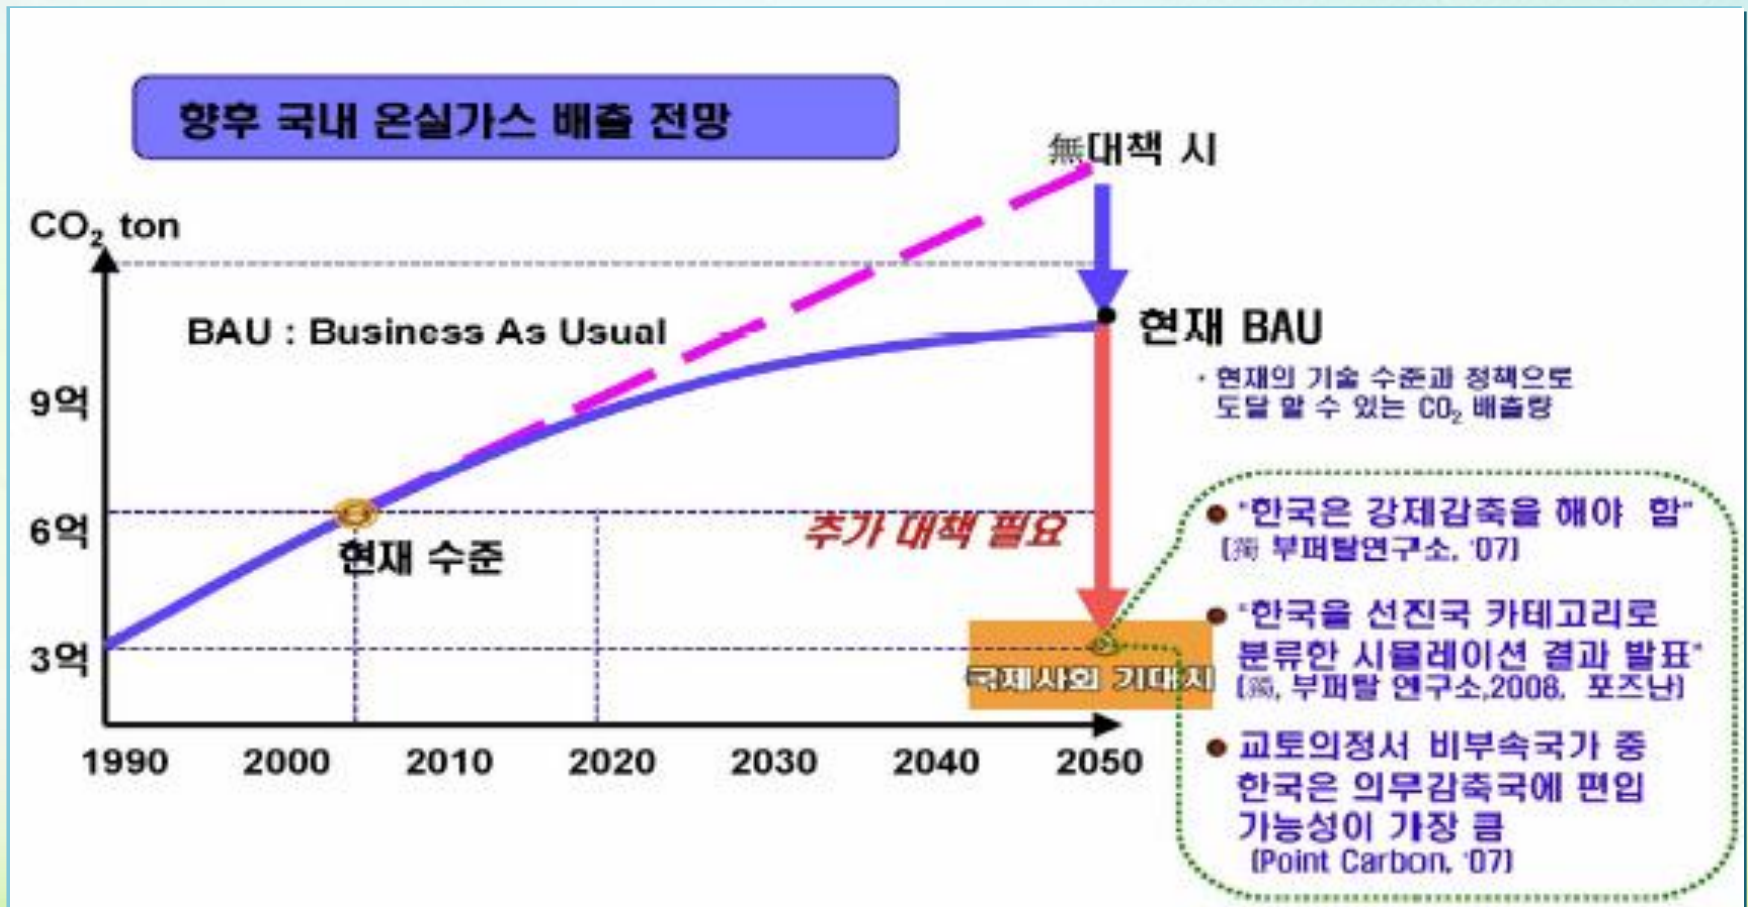 향후 국내 온실가스 배출 전망
無대책 시
CO₂ ton
BAU : Business As Usual
현재 BAU
· 현재의 기술 수준과 정책으로
도달 할 수 있는 CO₂ 배출량
9억
6억
3억
현재 수준
추가 대책 필요
국제사회 기대시
1990 2000 2010 2020 2030 2040 2050
● "한국은 강제감축을 해야 함"
(獨 부퍼탈연구소, '07)
● "한국을 선진국 카테고리로
분류한 시뮬레이션 결과 발표"
(獨, 부퍼탈 연구소,2008, 포즈난)
● 교토의정서 비부속국가 중
한국은 의무감축국에 편입
가능성이 가장 큼
(Point Carbon, '07)